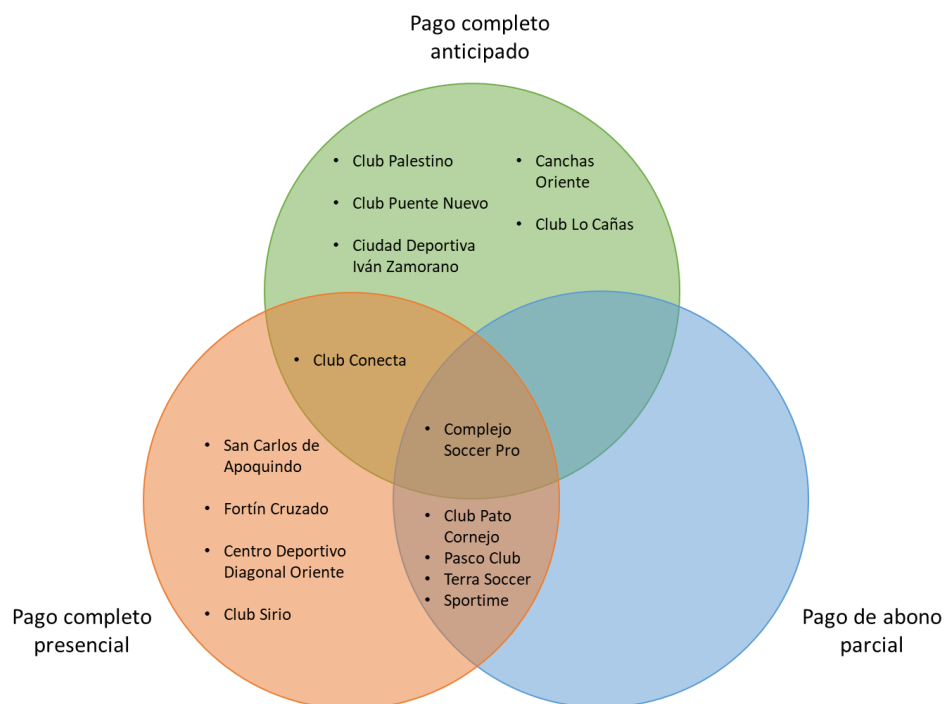 Pago completo
anticipado
• Club Palestino
• Club Puente Nuevo
• Ciudad Deportiva
Iván Zamorano
• Canchas
Oriente
• Club Lo Cañas
• Club Conecta
• Complejo
Soccer Pro
• San Carlos de
Apoquindo
• Fortín Cruzado
• Centro Deportivo
Diagonal Oriente
• Club Sirio
• Club Pato
Cornejo
• Pasco Club
• Terra Soccer
• Sportime
Pago completo
presencial
Pago de abono
parcial